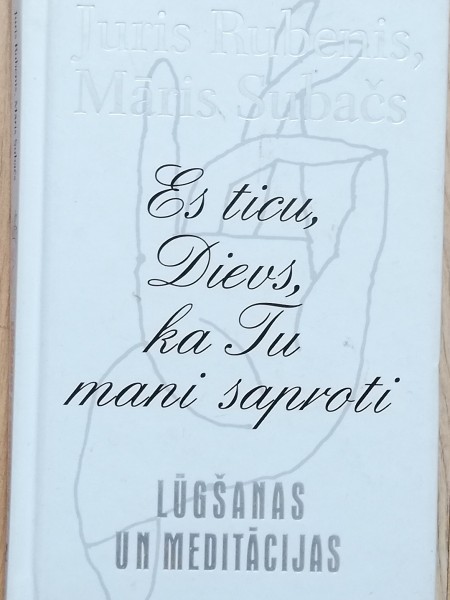 Juris Rubenis,
Māris Subačs
Es ticu,
Dievs,
ka Tu
mani saproti
LŪGŠANAS
UN MEDITĀCIJAS